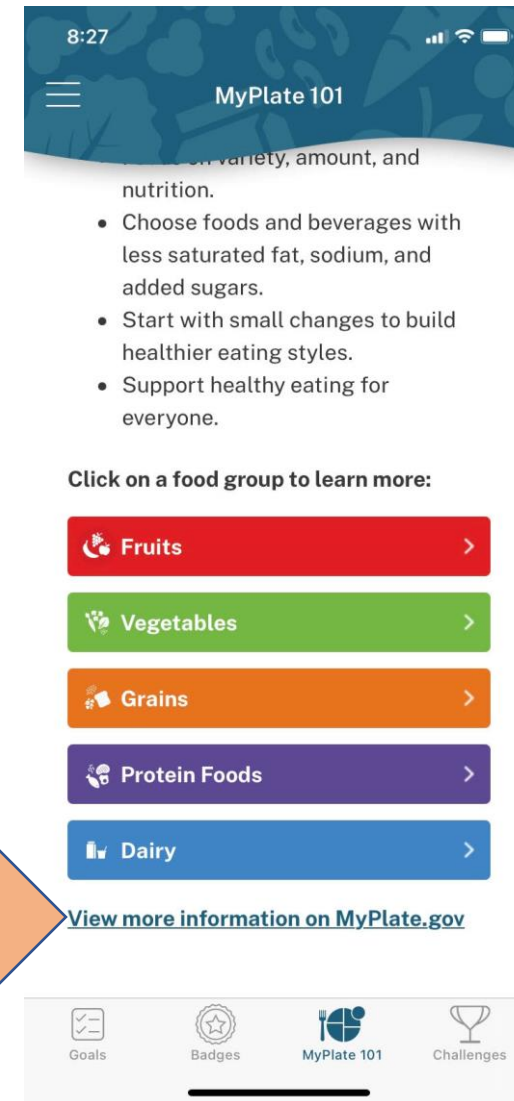 8:27
MyPlate 101
variety, amount, and
nutrition.
• Choose foods and beverages with
less saturated fat, sodium, and
added sugars.
• Start with small changes to build
healthier eating styles.
• Support healthy eating for
everyone.
Click on a food group to learn more:
Fruits
Vegetables
Grains
Protein Foods
Dairy
View more information on MyPlate.gov
Goals
Badges
MyPlate 101
Challenges